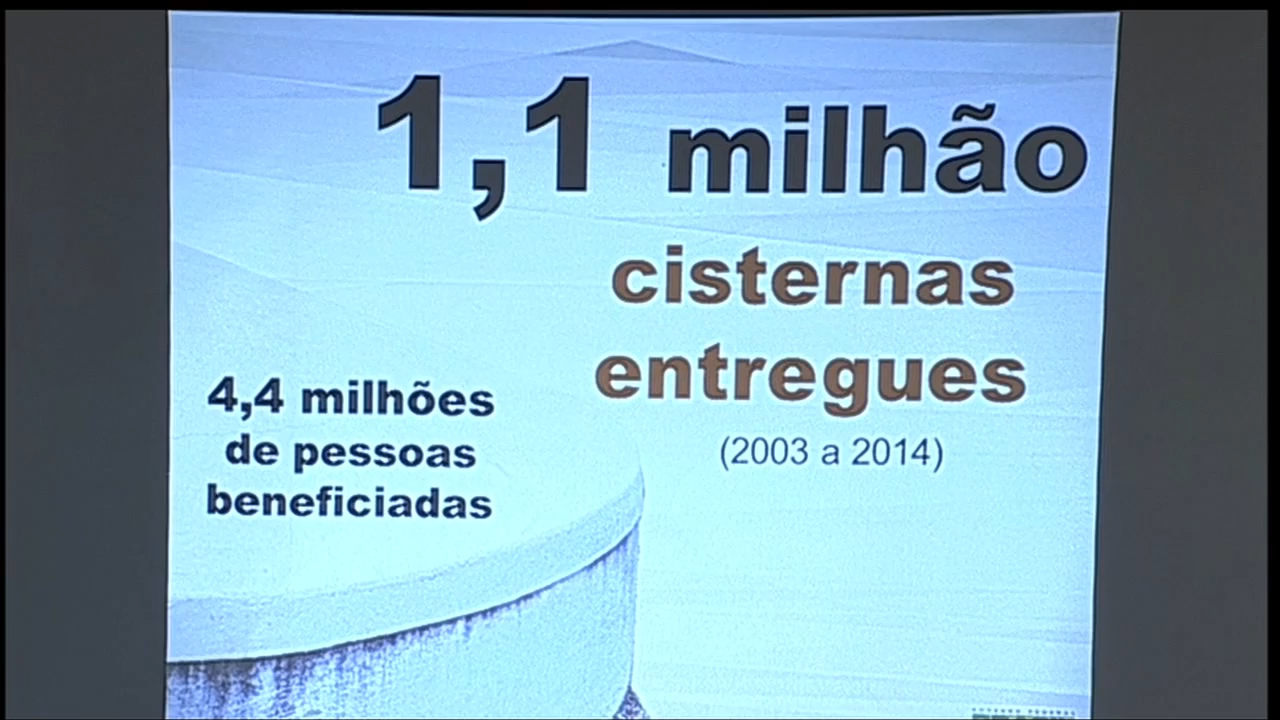 1,1 milhão
cisternas
entregues
(2003 a 2014)
4,4 milhões
de pessoas
beneficiadas